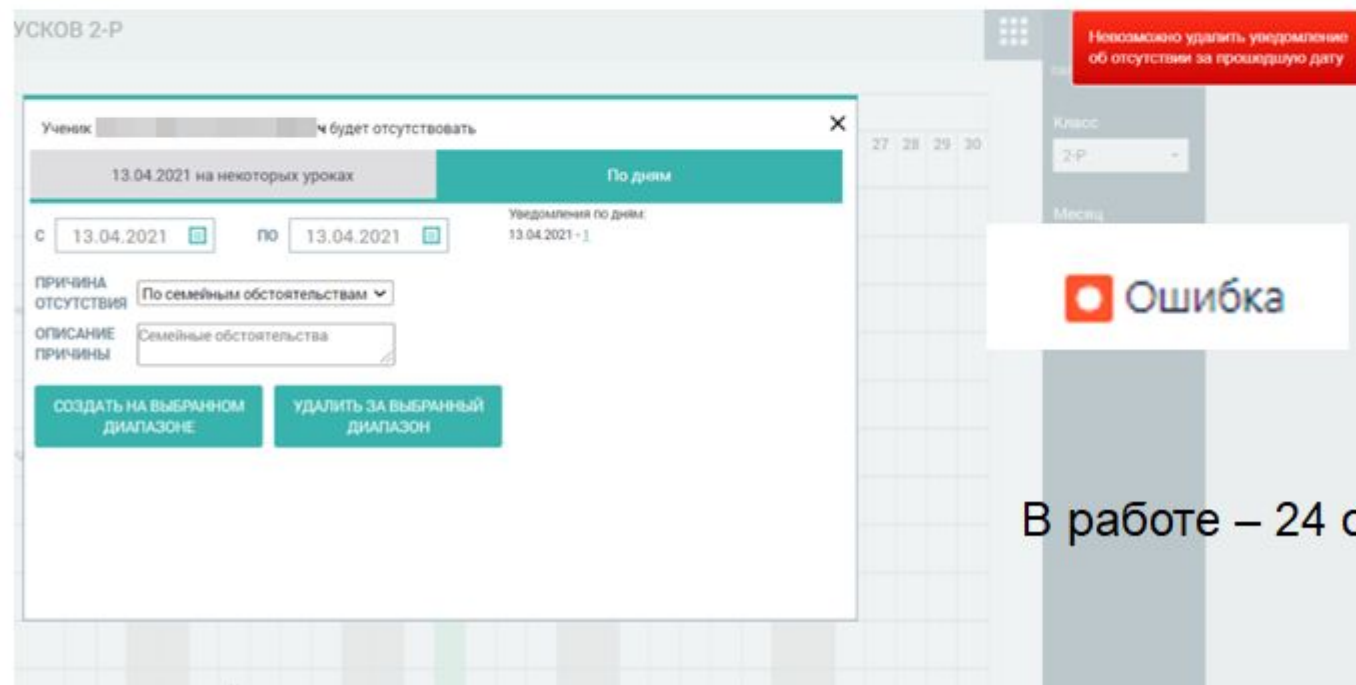 УСКОВ 2-Р
Невозможно удалить уведомление
об отсутствии за прошедшую дату
Ученик ч будет отсутствовать ×
27 28 29 30
Класс
2-Р
Месяц
13.04.2021 на некоторых уроках По дням
С 13.04.2021 ПО 13.04.2021
Уведомления по дням:
13.04.2021 - 1
ПРИЧИНА
ОТСУТСТВИЯ По семейным обстоятельствам
ОПИСАНИЕ
ПРИЧИНЫ Семейные обстоятельства
СОЗДАТЬ НА ВЫБРАННОМ
ДИАПАЗОНЕ
УДАЛИТЬ ЗА ВЫБРАННЫЙ
ДИАПАЗОН
Ошибка
В работе – 24